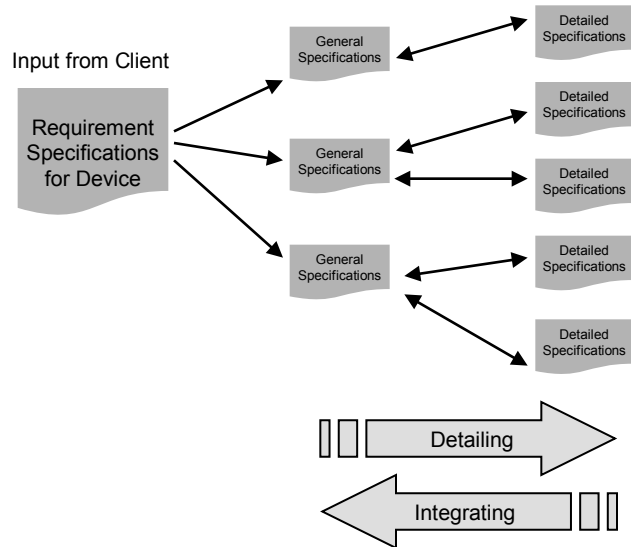 Input from Client
Requirement
Specifications
for Device
General
Specifications
General
Specifications
General
Specifications
Detailed
Specifications
Detailed
Specifications
Detailed
Specifications
Detailed
Specifications
Detailed
Specifications
Detailing
Integrating